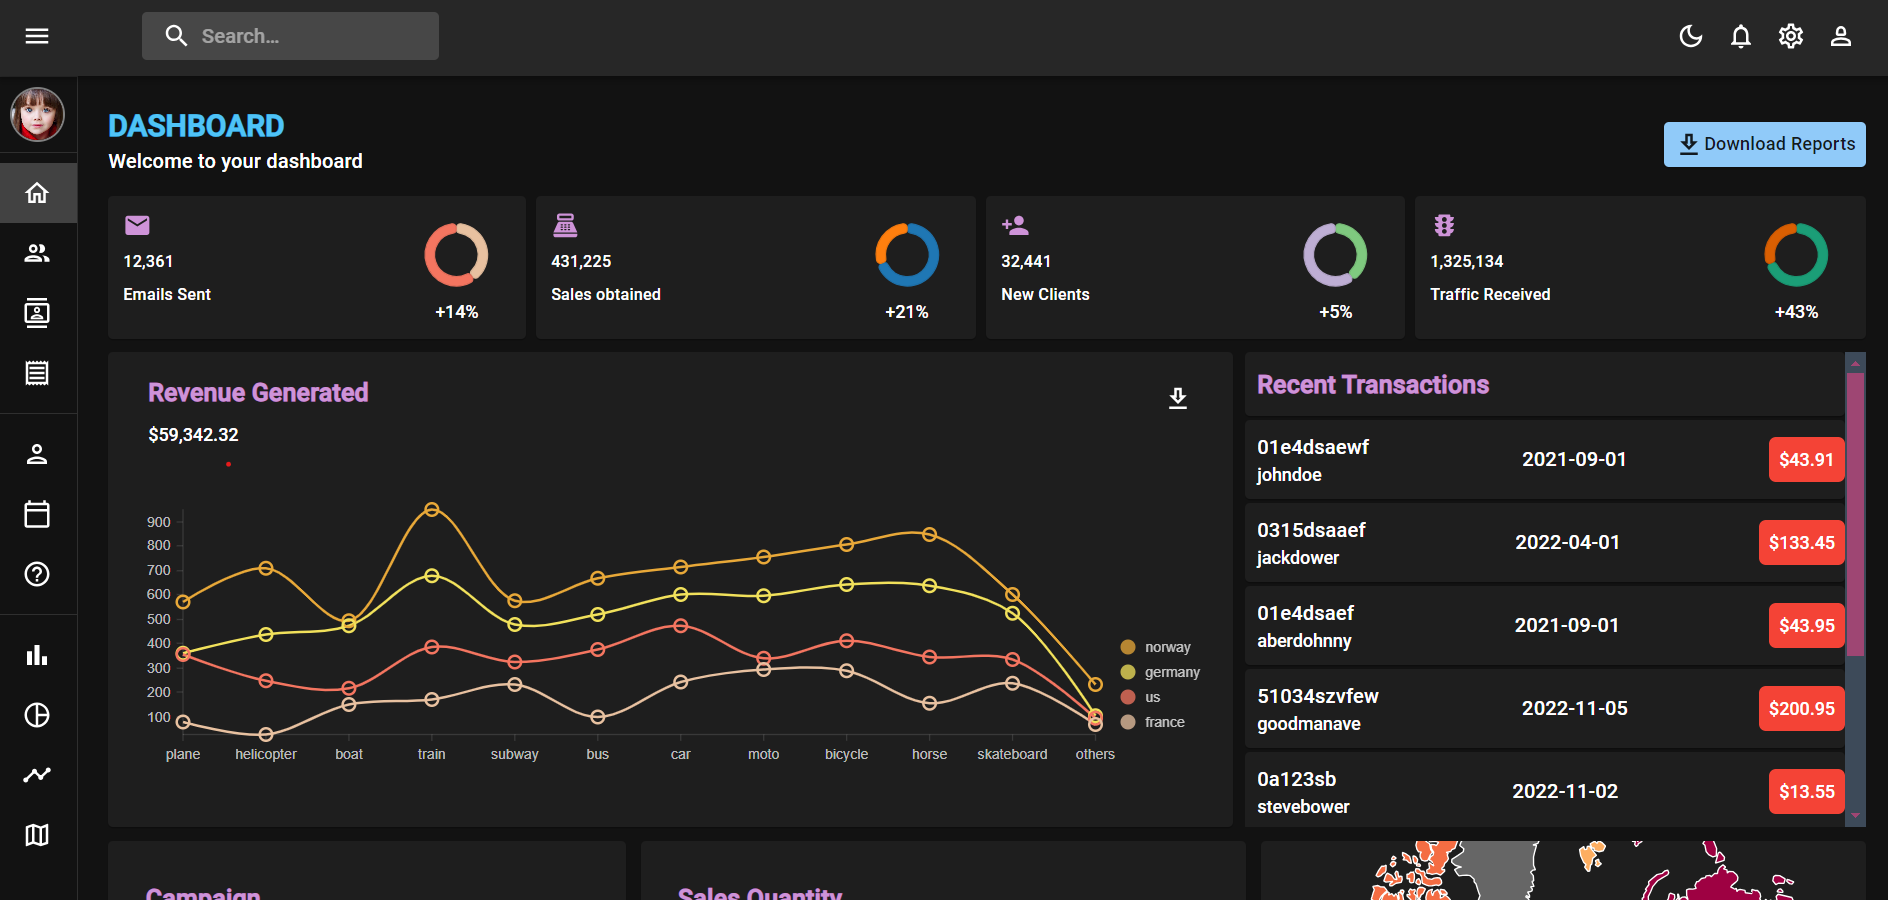 Search…
DASHBOARD
Welcome to your dashboard
Download Reports
12,361
Emails Sent
+14%
431,225
Sales obtained
+21%
32,441
New Clients
+5%
1,325,134
Traffic Received
+43%
Revenue Generated
$59,342.32
900
800
700
600
500
400
300
200
100
plane
helicopter
boat
train
subway
bus
car
moto
bicycle
horse
skateboard
others
norway
germany
us
france
Recent Transactions
01e4dsaewf
johndoe
2021-09-01
$43.91
0315dsaaef
jackdower
2022-04-01
$133.45
01e4dsaef
aberdohnny
2021-09-01
$43.95
51034szvfew
goodmanave
2022-11-05
$200.95
0a123sb
stevebower
2022-11-02
$13.55
Campaign
Sales Quantity